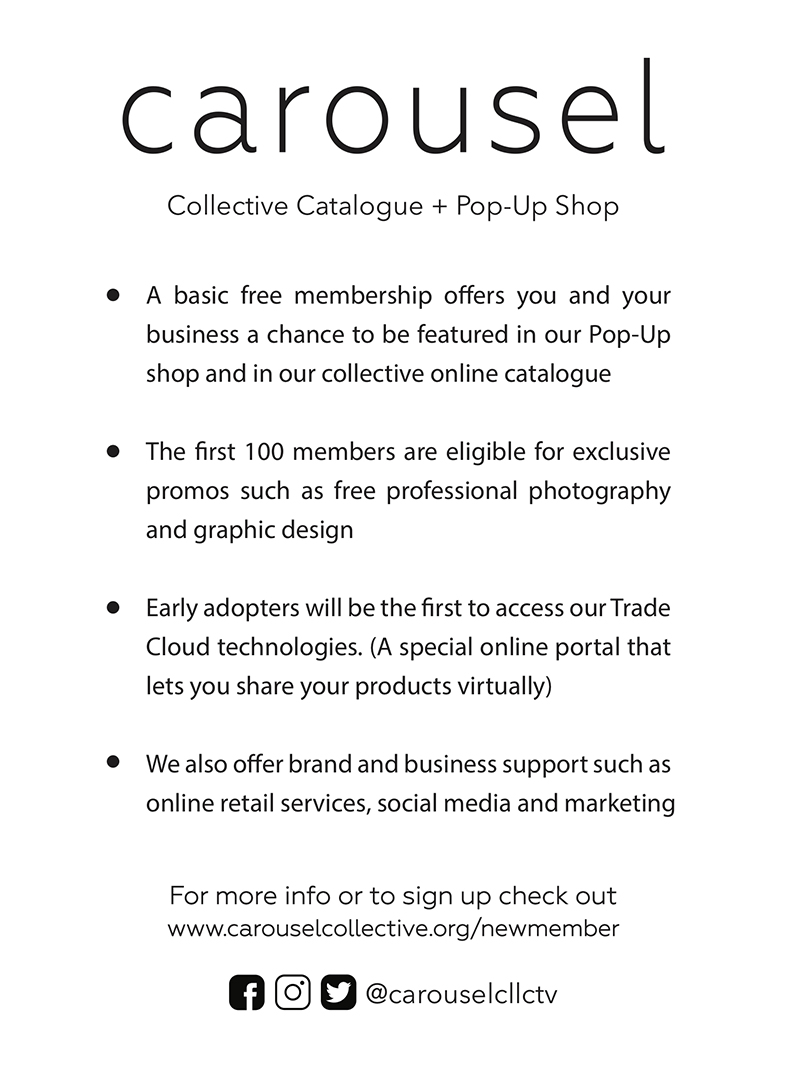 carousel
Collective Catalogue + Pop-Up Shop
• A basic free membership offers you and your
business a chance to be featured in our Pop-Up
shop and in our collective online catalogue
• The first 100 members are eligible for exclusive
promos such as free professional photography
and graphic design
• Early adopters will be the first to access our Trade
Cloud technologies. (A special online portal that
lets you share your products virtually)
• We also offer brand and business support such as
online retail services, social media and marketing
For more info or to sign up check out
www.carouselcollective.org/newmember
@carouselcllctv